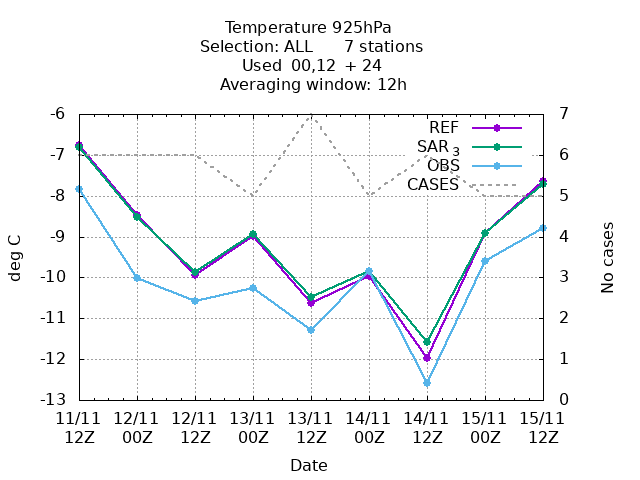 Temperature 925hPa
Selection: ALL 7 stations
Used 00,12 + 24
Averaging window: 12h
-6
-7
-8
-9
-10
-11
-12
-13
7
6
5
4
3
2
1
0
REF
SAR 3
OBS
CASES
deg C
No cases
11/11 12/11 12/11 13/11 13/11 14/11 14/11 15/11 15/11
12Z 00Z 12Z 00Z 12Z 00Z 12Z 00Z 12Z
Date